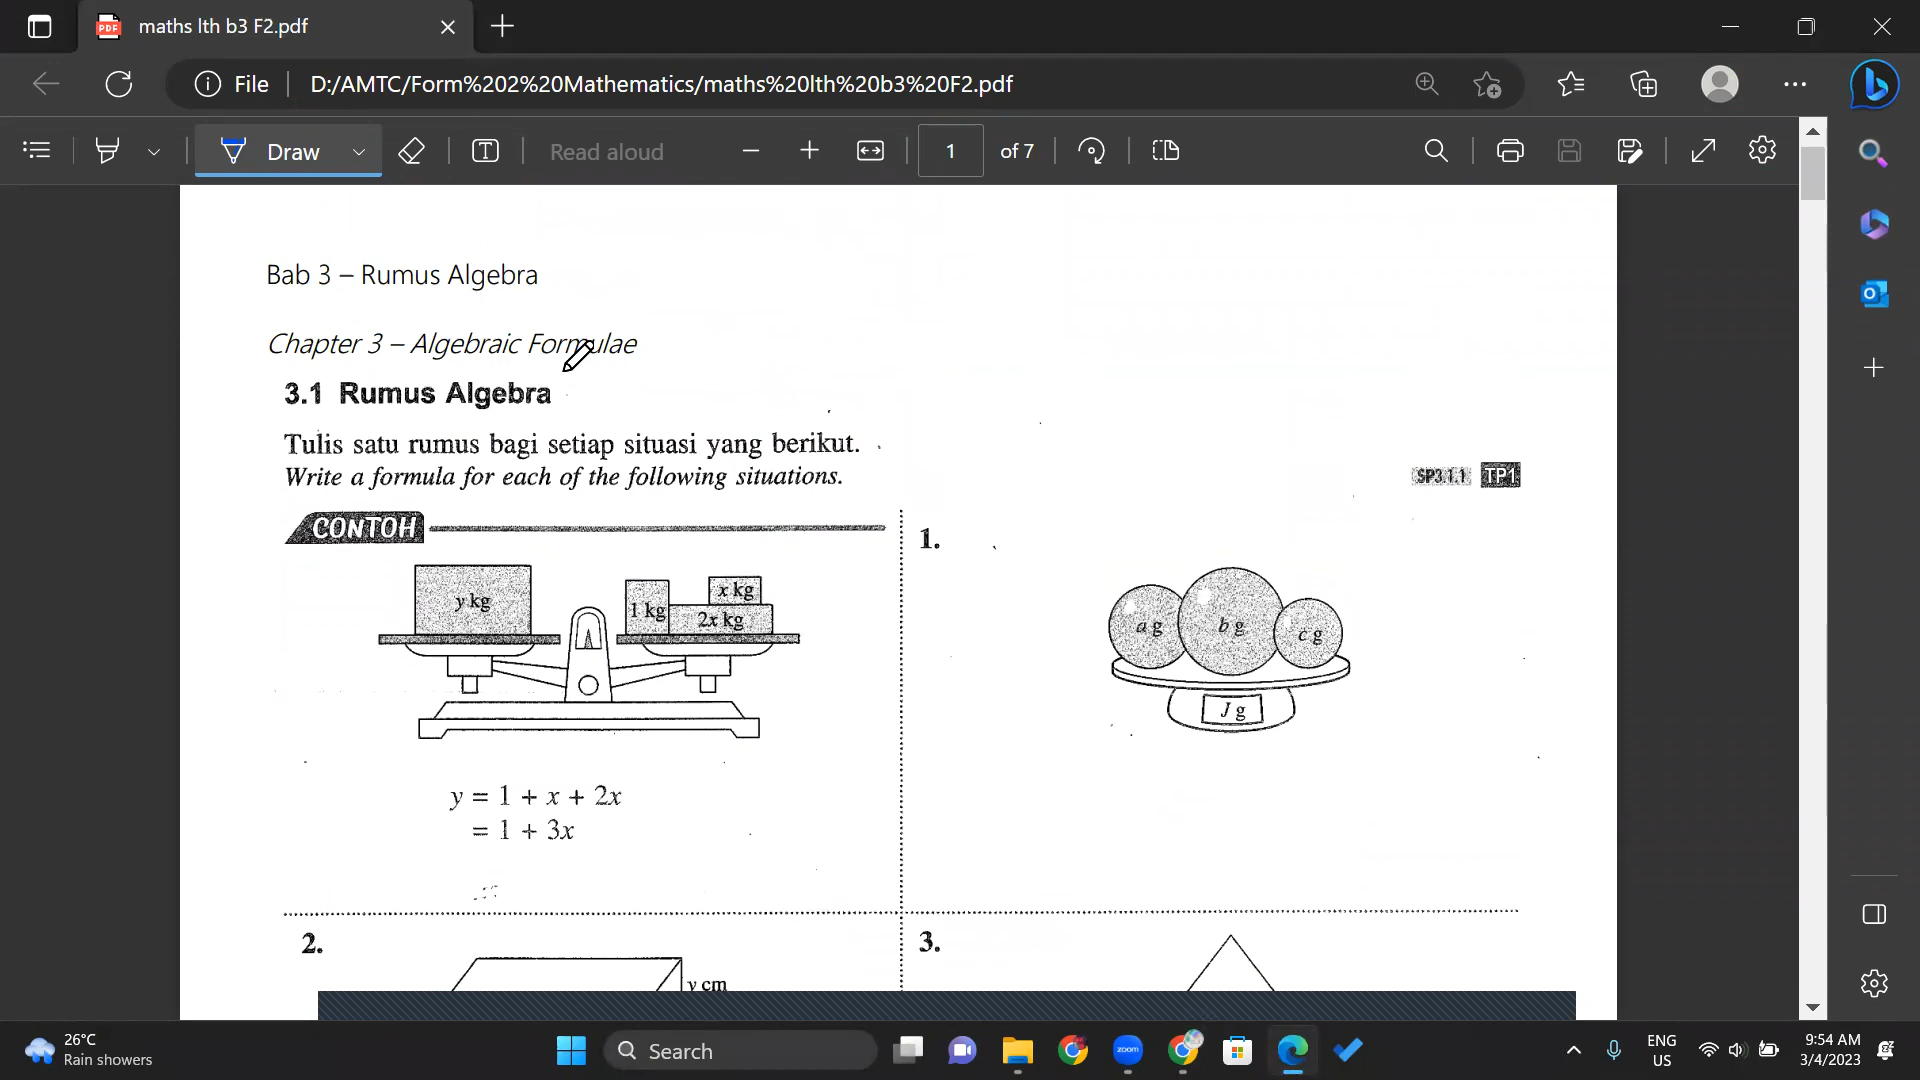 maths lth b3 F2.pdf
File
D:/AMTC/Form%202%20Mathematics/maths%20lth%20b3%20F2.pdf
Draw
Read aloud
1
of 7
Bab 3 – Rumus Algebra
Chapter 3 – Algebraic Formulae
3.1 Rumus Algebra
Tulis satu rumus bagi setiap situasi yang berikut.
Write a formula for each of the following situations.
SP3.1.1 TP1
CONTOH
y kg
1 kg
x kg
2x kg
y = 1 + x + 2x
= 1 + 3x
1.
a g
b g
c g
J g
2.
y cm
3.
26°C
Rain showers
Search
zoom
ENG
US
9:54 AM
3/4/2023